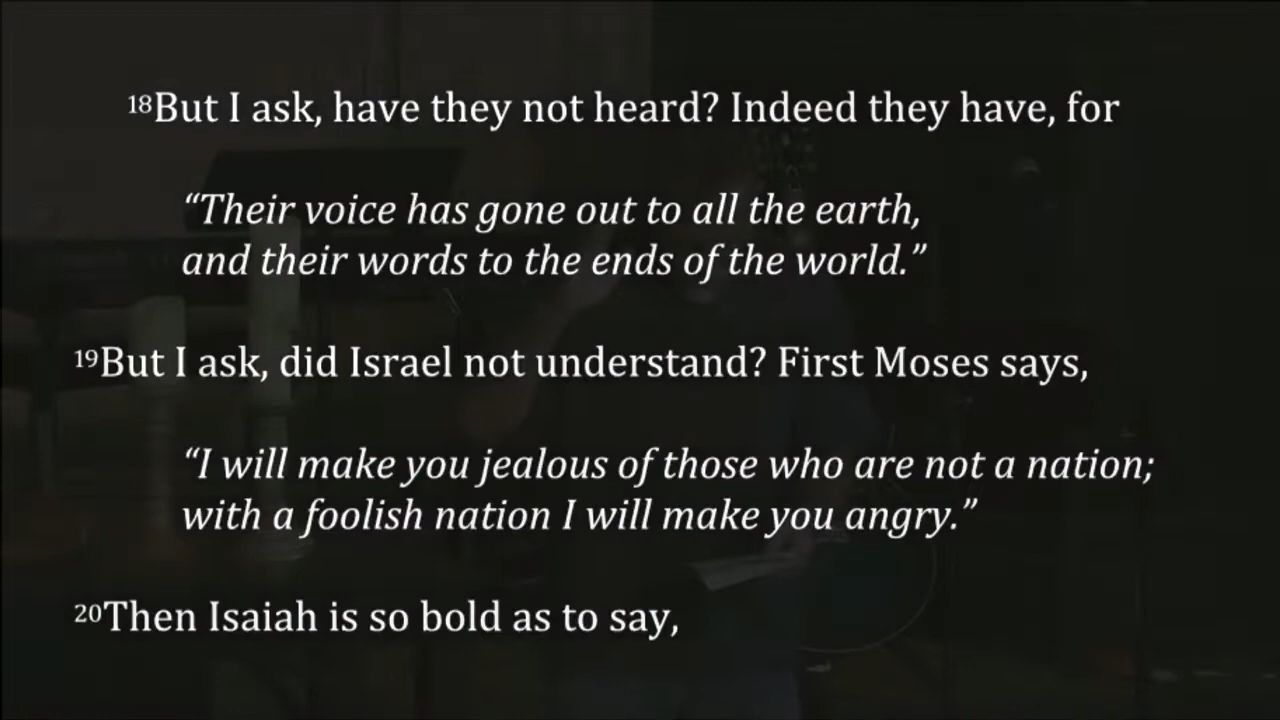 18But I ask, have they not heard? Indeed they have, for
“Their voice has gone out to all the earth,
and their words to the ends of the world.”
19But I ask, did Israel not understand? First Moses says,
“I will make you jealous of those who are not a nation;
with a foolish nation I will make you angry.”
20Then Isaiah is so bold as to say,